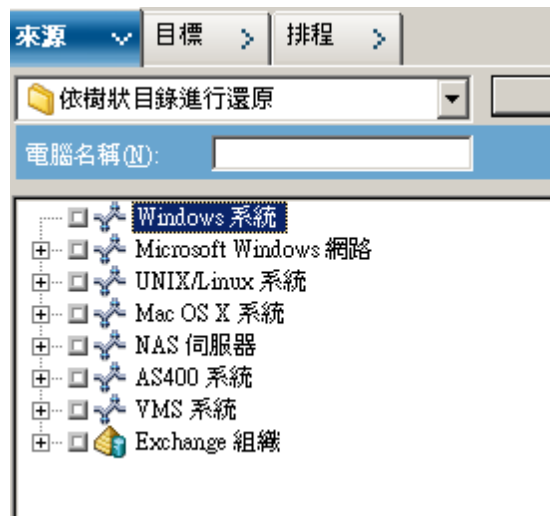 來源 目標 排程
依樹狀目錄進行還原
電腦名稱(N):
Windows 系統
Microsoft Windows 網路
UNIX/Linux 系統
Mac OS X 系統
NAS 伺服器
AS400 系統
VMS 系統
Exchange 組織